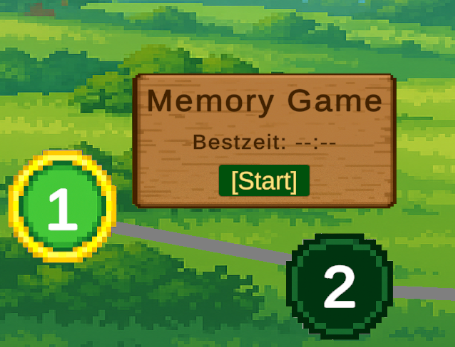 Memory Game
Bestzeit: --:--
[Start]
1
2